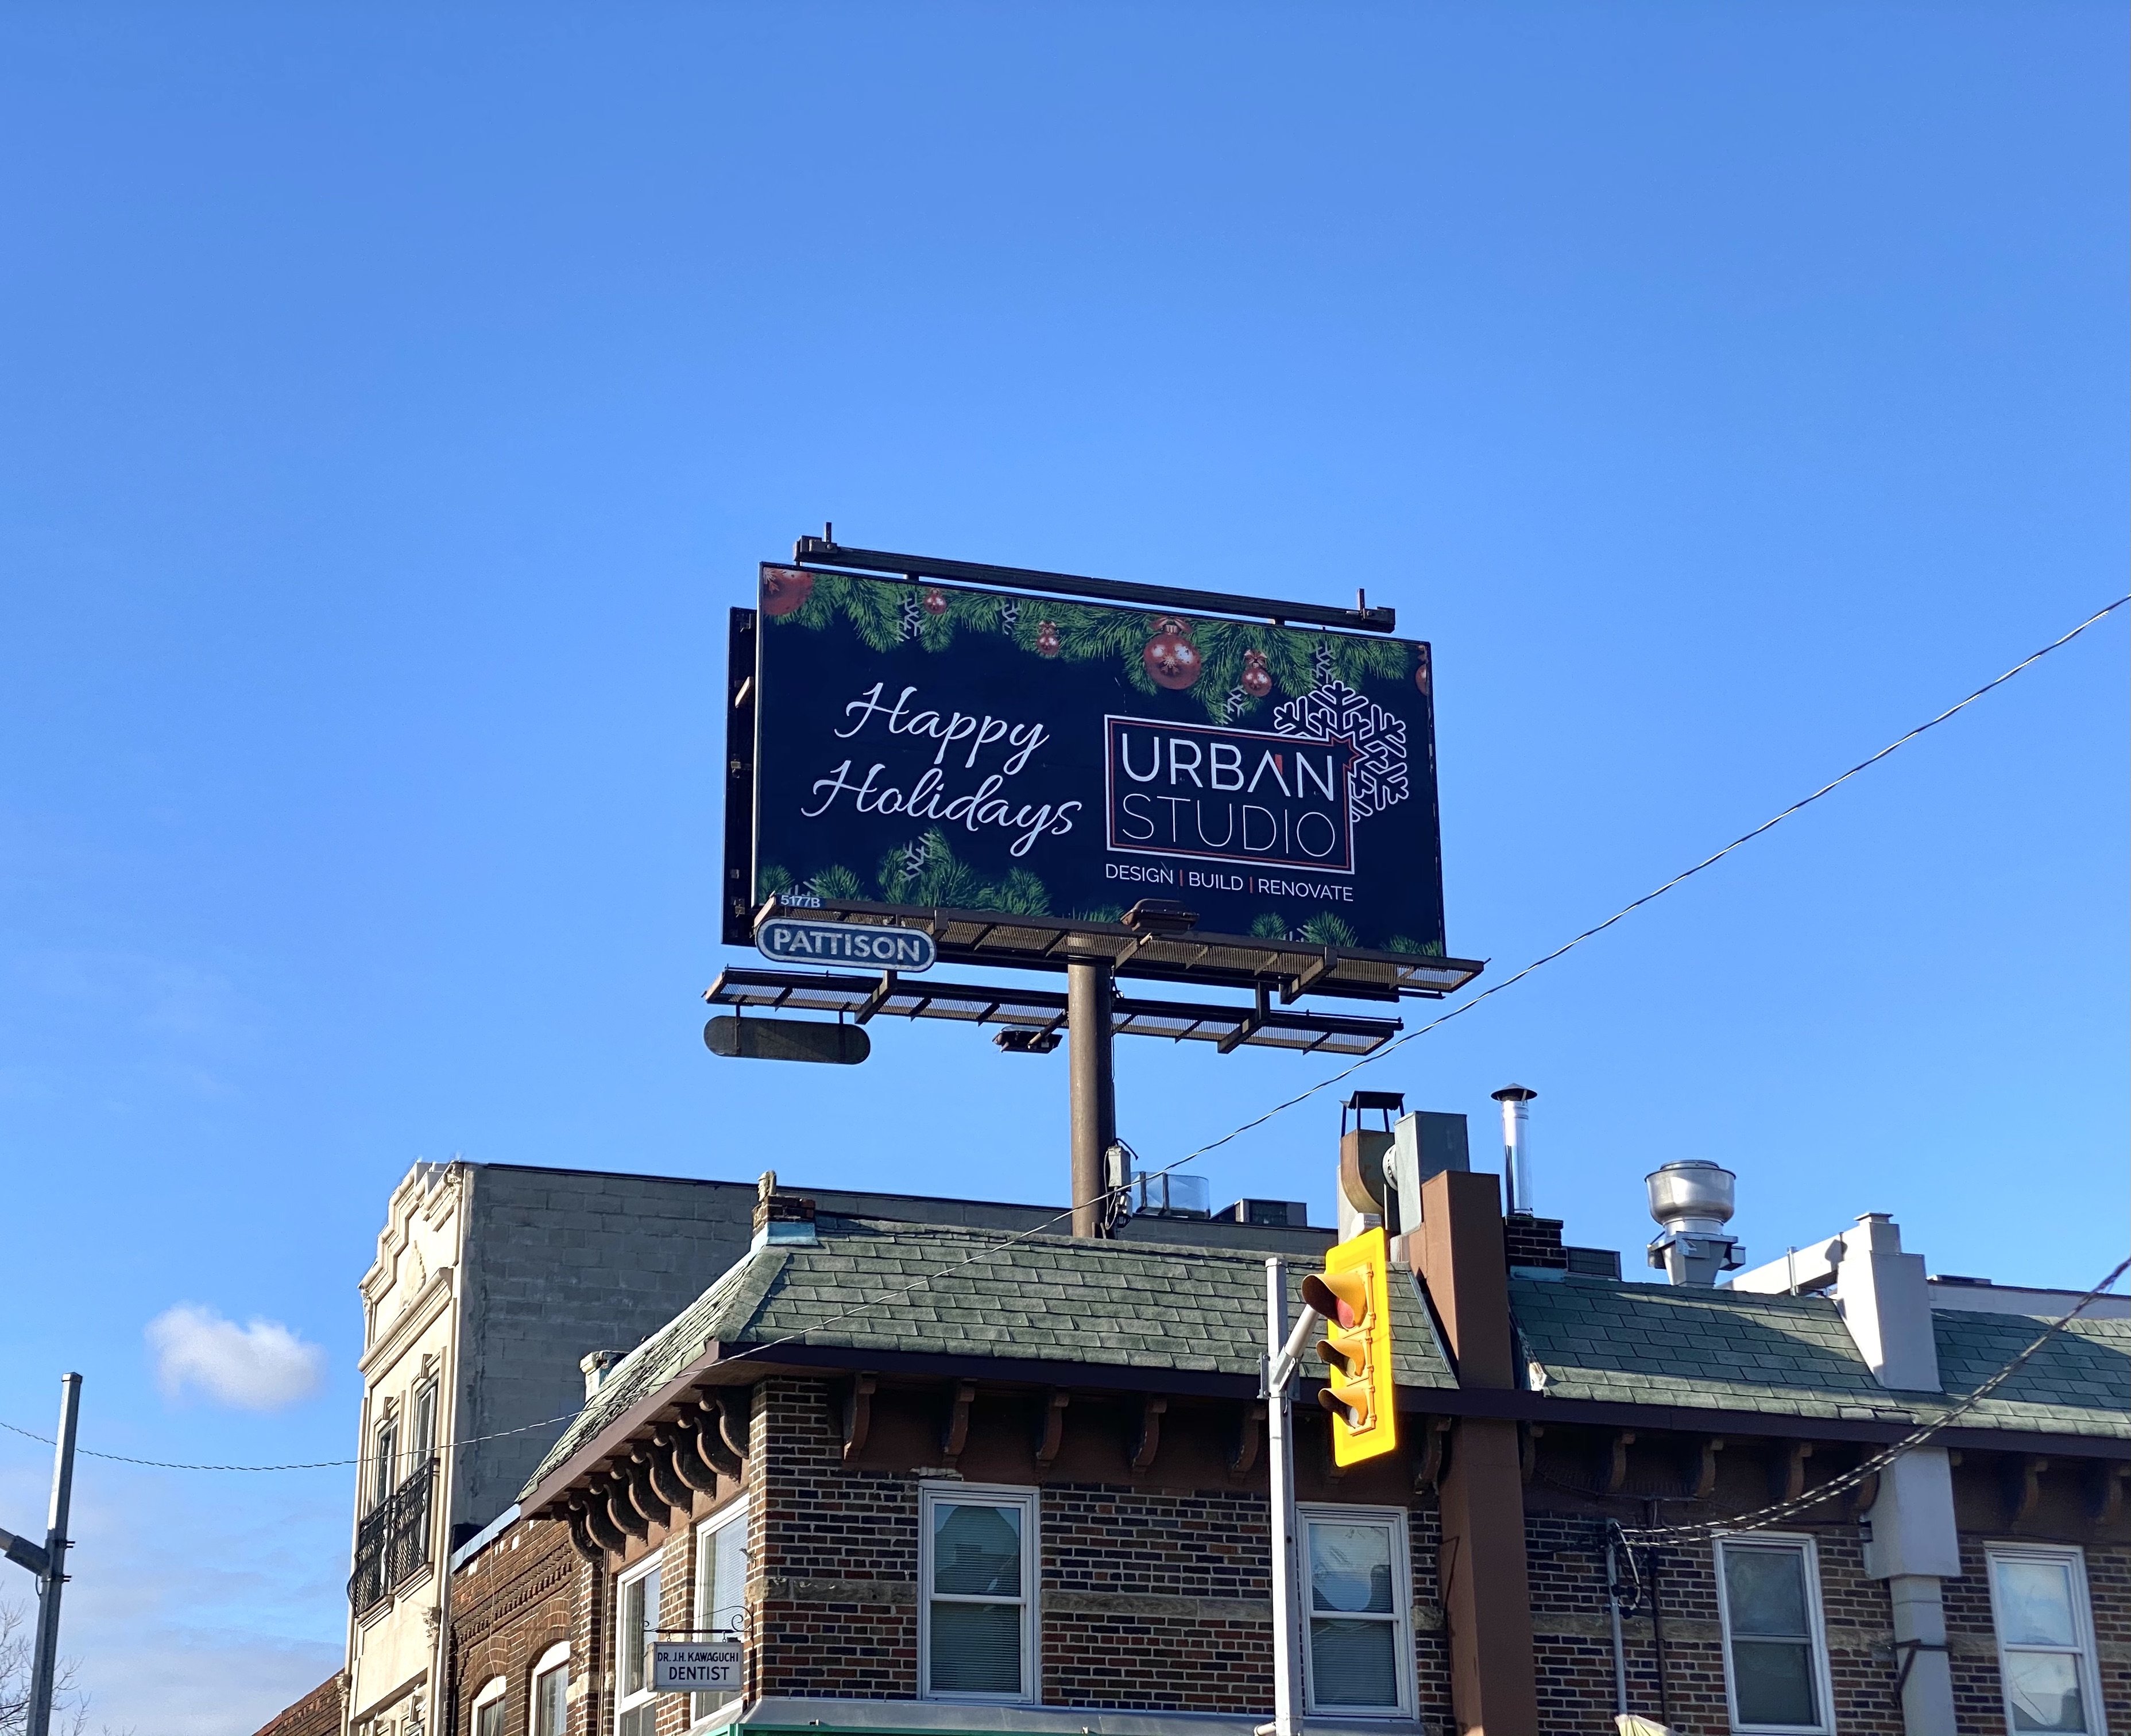 Happy
Holidays
URBAN
STUDIO
DESIGN | BUILD | RENOVATE
5177B
PATTISON
DR. J.H. KAWAGUCHI
DENTIST